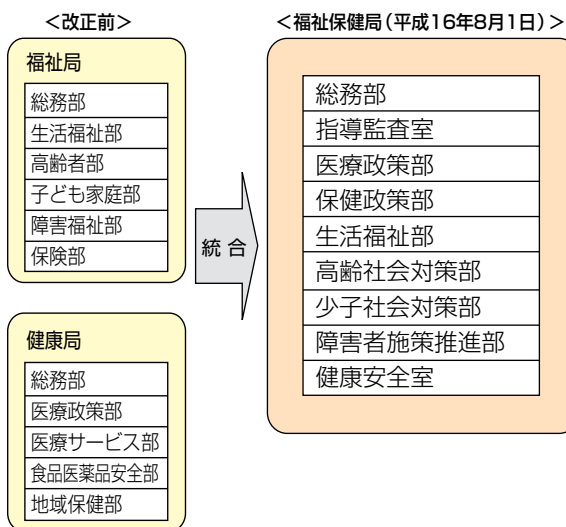 ＜改正前＞
福祉局
総務部
生活福祉部
高齢者部
子ども家庭部
障害福祉部
保険部
健康局
総務部
医療政策部
医療サービス部
食品医薬品安全部
地域保健部
統合
＜福祉保健局（平成16年8月1日）＞
総務部
指導監査室
医療政策部
保健政策部
生活福祉部
高齢社会対策部
少子社会対策部
障害者施策推進部
健康安全室